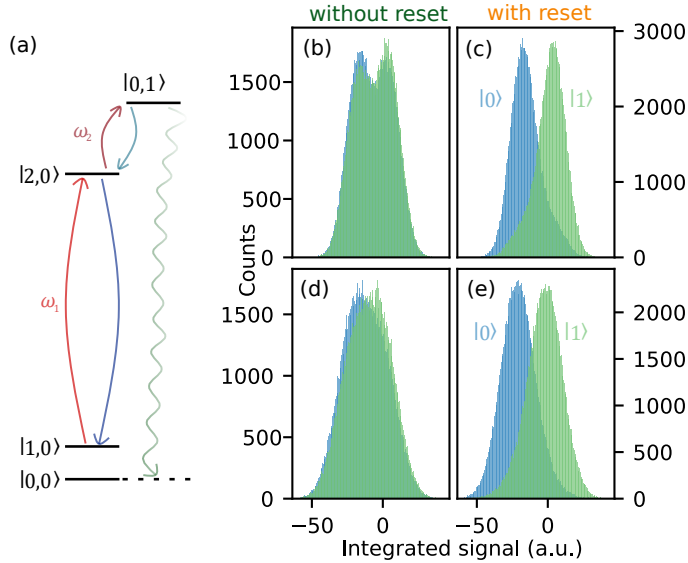 (a)
|0,1⟩
ω₂
|2,0⟩
ω₁
|1,0⟩
|0,0⟩
without reset
with reset
(b)
1500
1000
500
0
(c)
|0⟩
|1⟩
3000
2000
1000
0
Counts
(d)
1500
1000
500
0
−50
0
(e)
|0⟩
|1⟩
2000
1500
1000
500
0
−50
0
Integrated signal (a.u.)